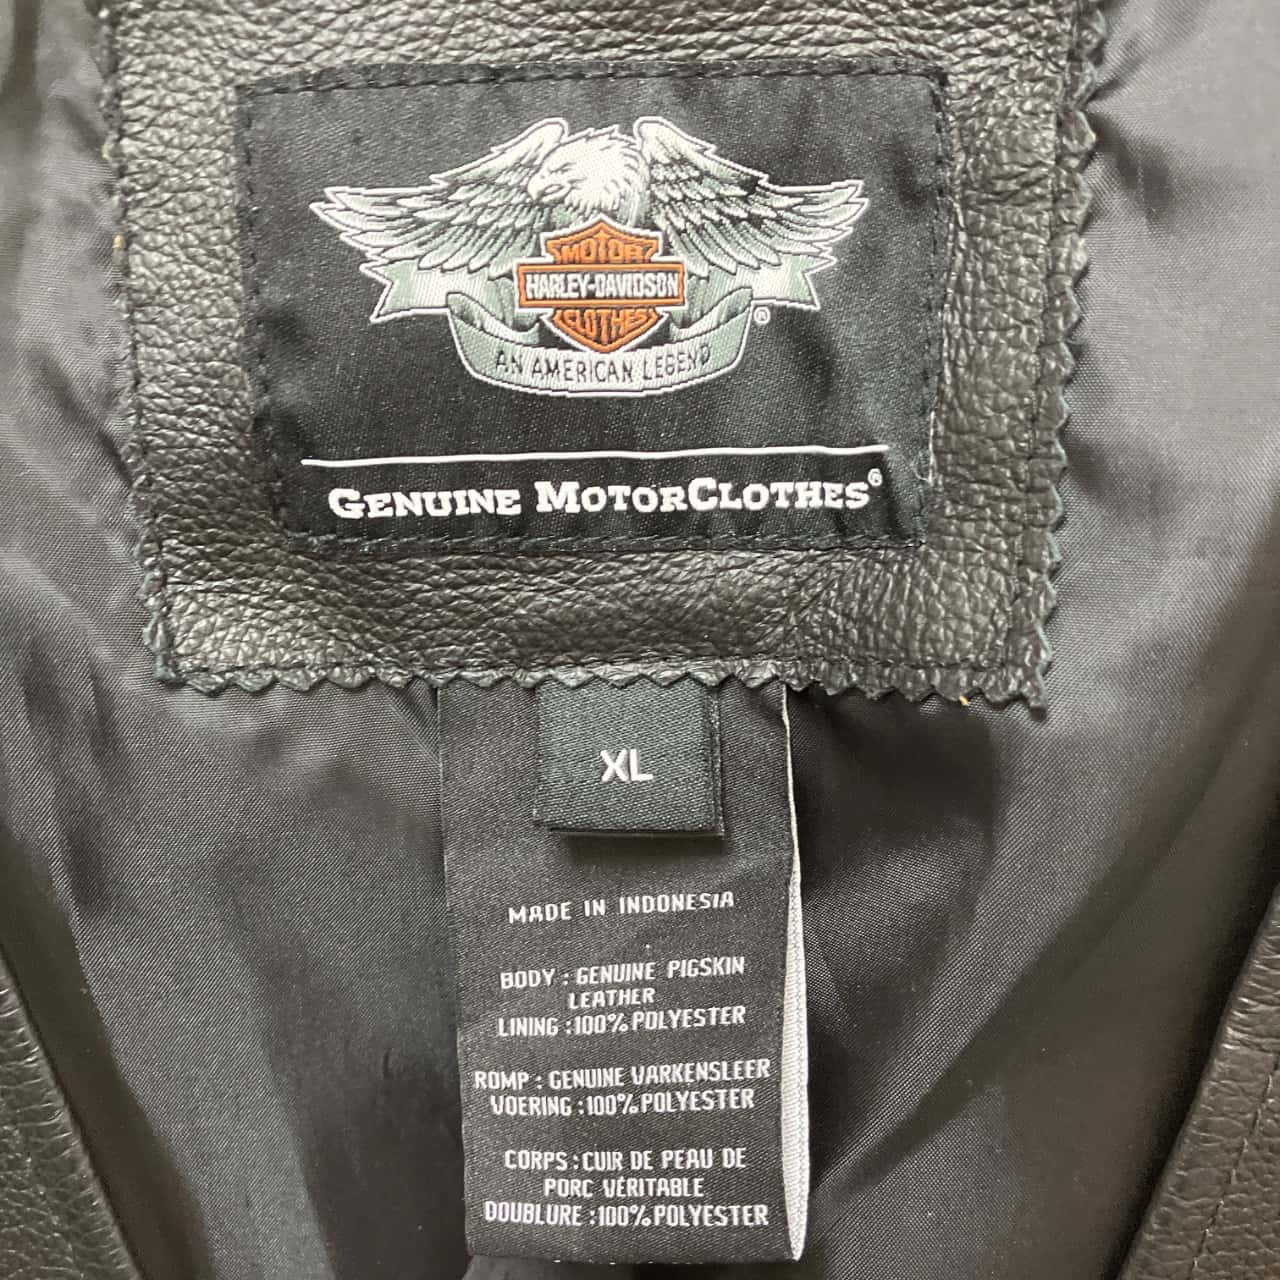 MOTOR
HARLEY-DAVIDSON
CLOTHES
®
AN AMERICAN LEGEND
GENUINE MOTORCLOTHES®
XL
MADE IN INDONESIA
BODY : GENUINE PIGSKIN
LEATHER
LINING :100% POLYESTER
ROMP : GENUINE VARKENSLEER
VOERING :100% POLYESTER
CORPS : CUIR DE PEAU DE
PORC VÉRITABLE
DOUBLURE :100% POLYESTER